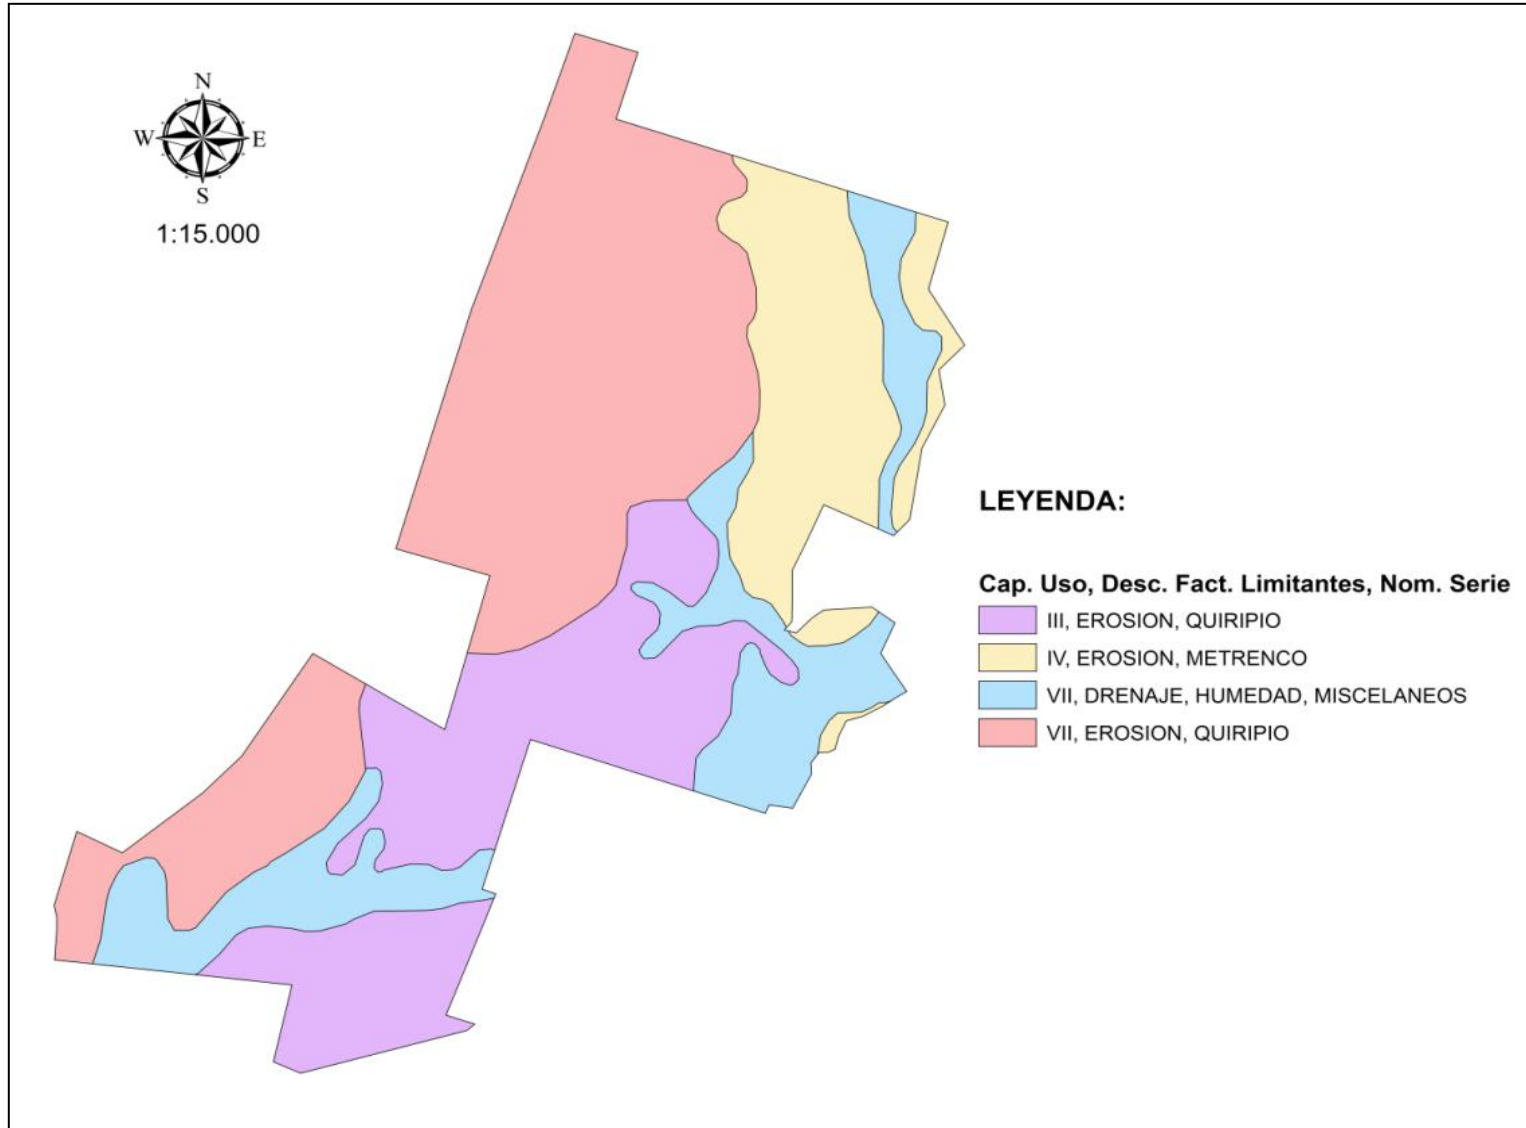 N
W E
S
1:15.000
LEYENDA:
Cap. Uso, Desc. Fact. Limitantes, Nom. Serie
III, EROSION, QUIRIPIO
IV, EROSION, METRENCO
VII, DRENAJE, HUMEDAD, MISCELANEOS
VII, EROSION, QUIRIPIO